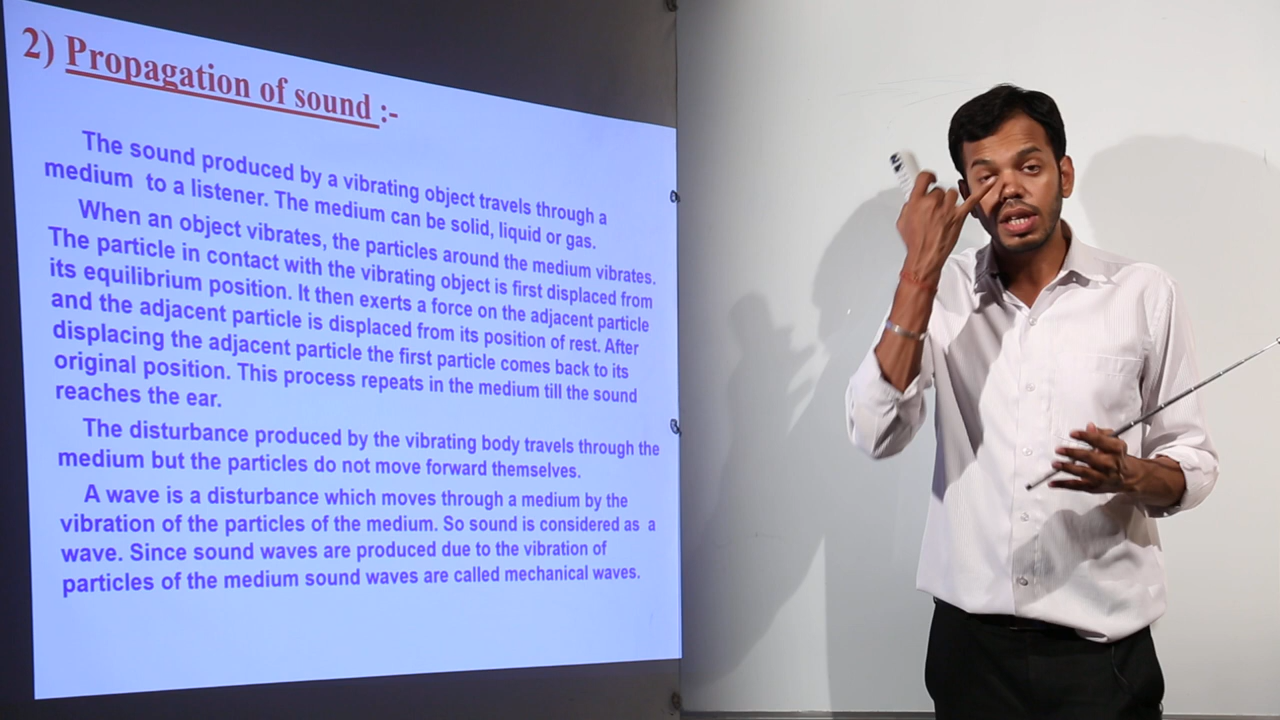 2) Propagation of sound :-
The sound produced by a vibrating object travels through a
medium to a listener. The medium can be solid, liquid or gas.
When an object vibrates, the particles around the medium vibrates.
The particle in contact with the vibrating object is first displaced from
its equilibrium position. It then exerts a force on the adjacent particle
and the adjacent particle is displaced from its position of rest. After
displacing the adjacent particle the first particle comes back to its
original position. This process repeats in the medium till the sound
reaches the ear.
The disturbance produced by the vibrating body travels through the
medium but the particles do not move forward themselves.
A wave is a disturbance which moves through a medium by the
vibration of the particles of the medium. So sound is considered as a
wave. Since sound waves are produced due to the vibration of
particles of the medium sound waves are called mechanical waves.